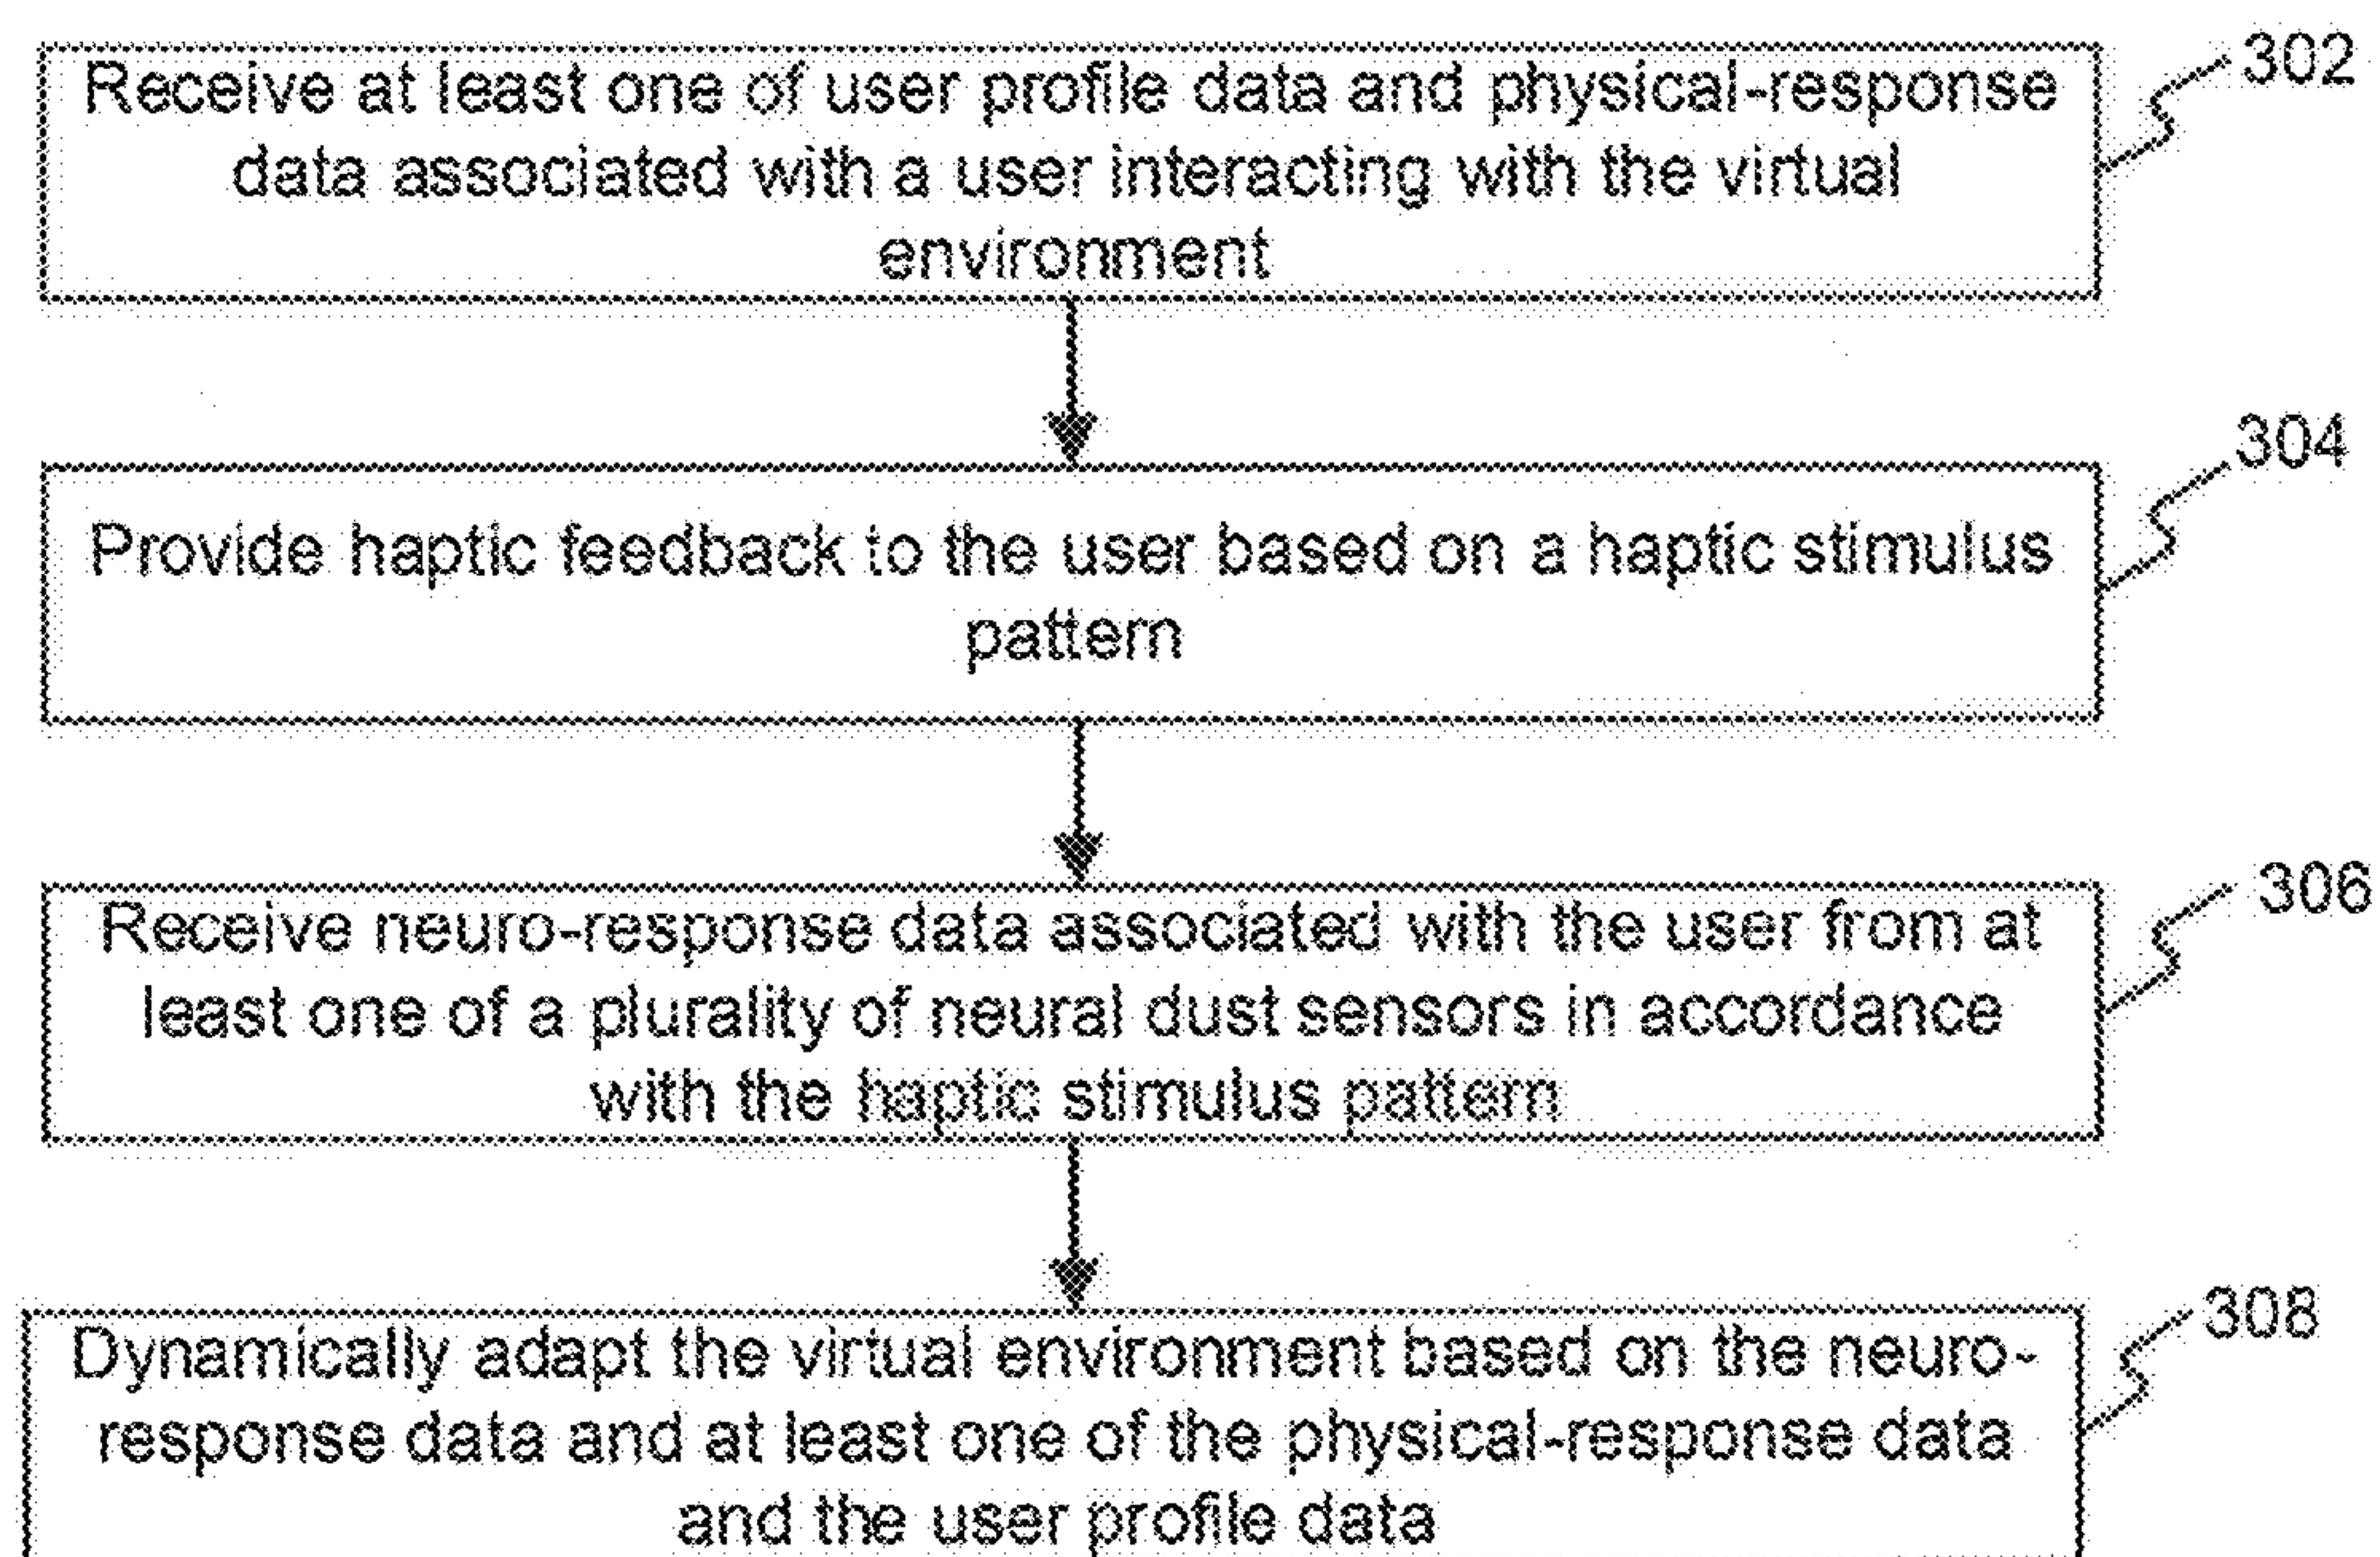 Receive at least one of user profile data and physical-response
data associated with a user interacting with the virtual
environment
302
Provide haptic feedback to the user based on a haptic stimulus
pattern
304
Receive neuro-response data associated with the user from at
least one of a plurality of neural dust sensors in accordance
with the haptic stimulus pattern
306
Dynamically adapt the virtual environment based on the neuro-
response data and at least one of the physical-response data
and the user profile data
308